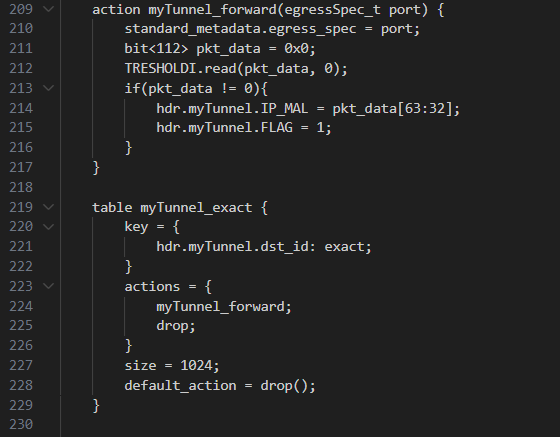 209 action myTunnel_forward(egressSpec_t port) {
210 standard_metadata.egress_spec = port;
211 bit<112> pkt_data = 0x0;
212 TRESHOLDI.read(pkt_data, 0);
213 if(pkt_data != 0){
214 hdr.myTunnel.IP_MAL = pkt_data[63:32];
215 hdr.myTunnel.FLAG = 1;
216 }
217 }
218
219 table myTunnel_exact {
220 key = {
221 hdr.myTunnel.dst_id: exact;
222 }
223 actions = {
224 myTunnel_forward;
225 drop;
226 }
227 size = 1024;
228 default_action = drop();
229 }
230